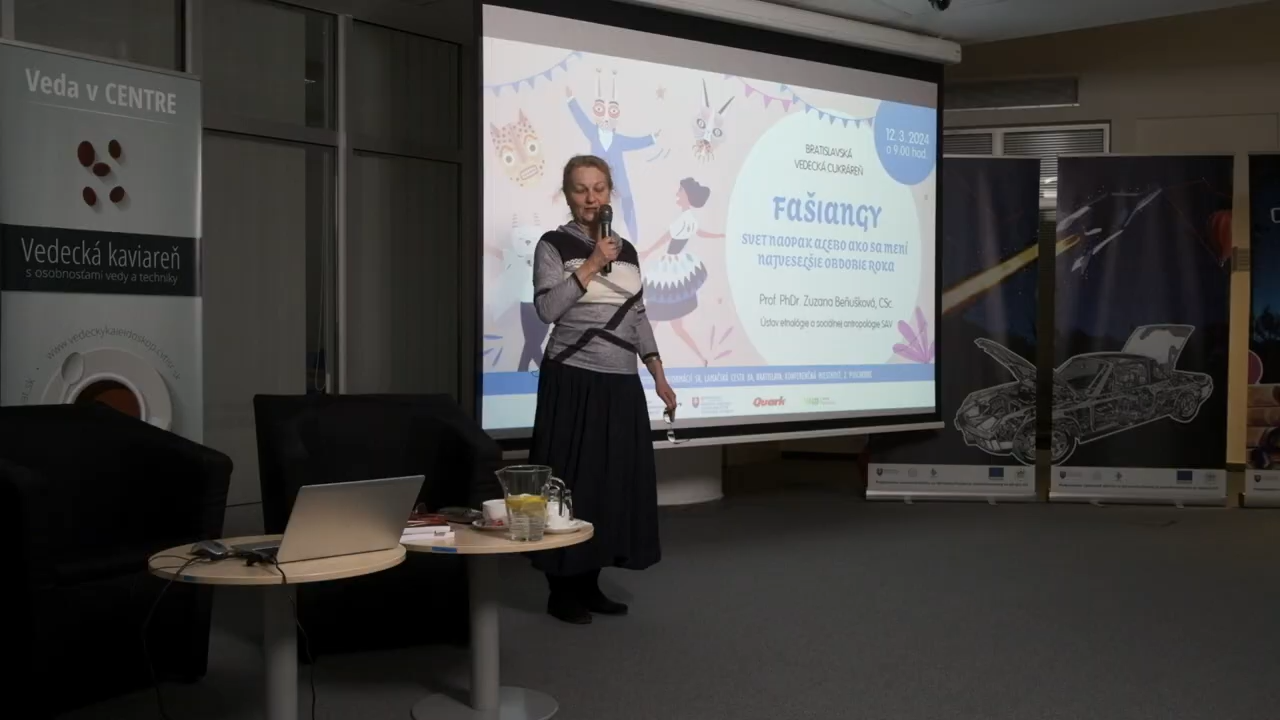 Veda v CENTRE
Vedecká kaviareň
s osobnosťami vedy a techniky
12. 3. 2024
o 9.00 hod.
BRATISLAVSKÁ
VEDECKÁ CUKRÁREŇ
FAŠIANGY
SVET NAOPAK ALEBO AKO SA MENÍ
NAJVESELŠIE OBDOBIE ROKA
Prof. PhDr. Zuzana Beňušková, CSc.
Ústav etnológie a sociálnej antropológie SAV
Quark